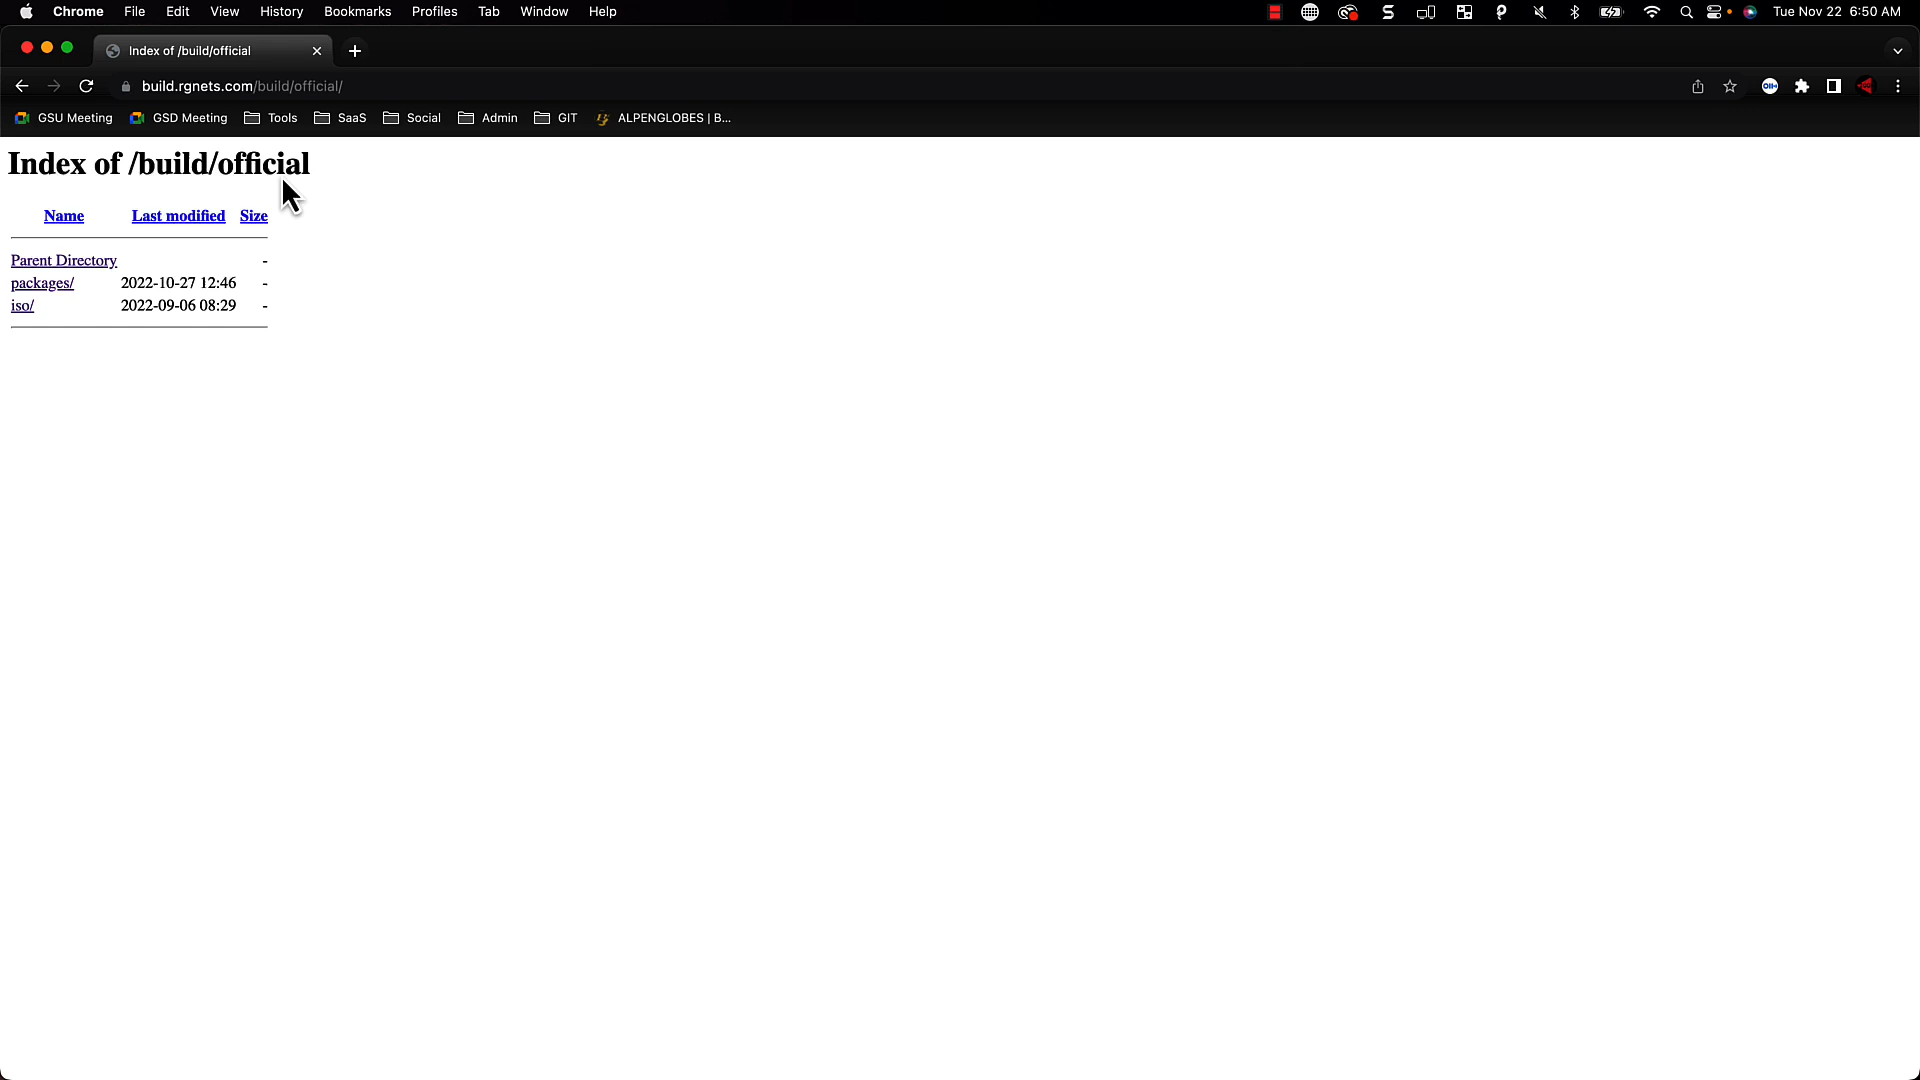 Chrome File Edit View History Bookmarks Profiles Tab Window Help Tue Nov 22 6:50 AM
Index of /build/official
build.rgnets.com/build/official/
GSU Meeting GSD Meeting Tools SaaS Social Admin GIT ALPENGLOBES | B...
Index of /build/official
Name Last modified Size
Parent Directory -
packages/ 2022-10-27 12:46 -
iso/ 2022-09-06 08:29 -